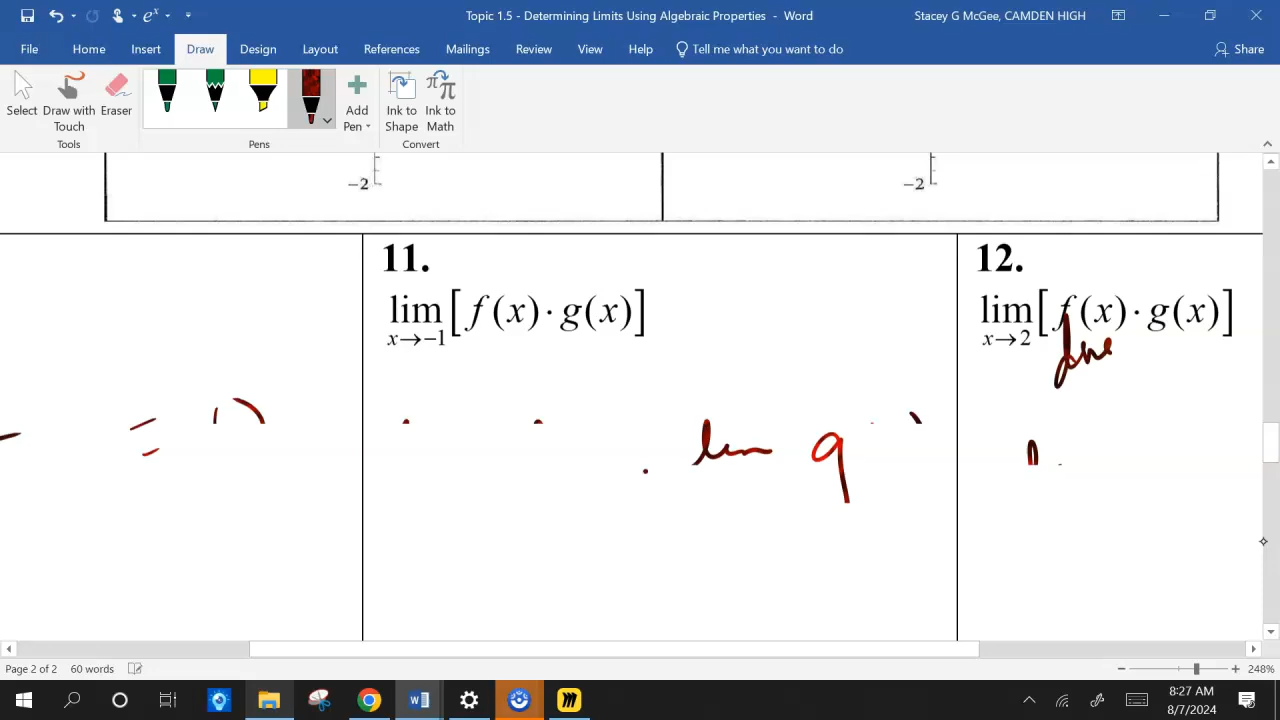 Topic 1.5 - Determining Limits Using Algebraic Properties - Word
Stacey G McGee, CAMDEN HIGH
File Home Insert Draw Design Layout References Mailings Review View Help Tell me what you want to do Share
Select Draw with Touch Eraser Add Pen Ink to Shape Ink to Math
Tools Pens Convert
-2 -2
11.
lim x→-1 [f(x)·g(x)]
. lim g
12.
lim x→2 [f(x)·g(x)]
dne
Page 2 of 2 60 words 248%
8:27 AM
8/7/2024